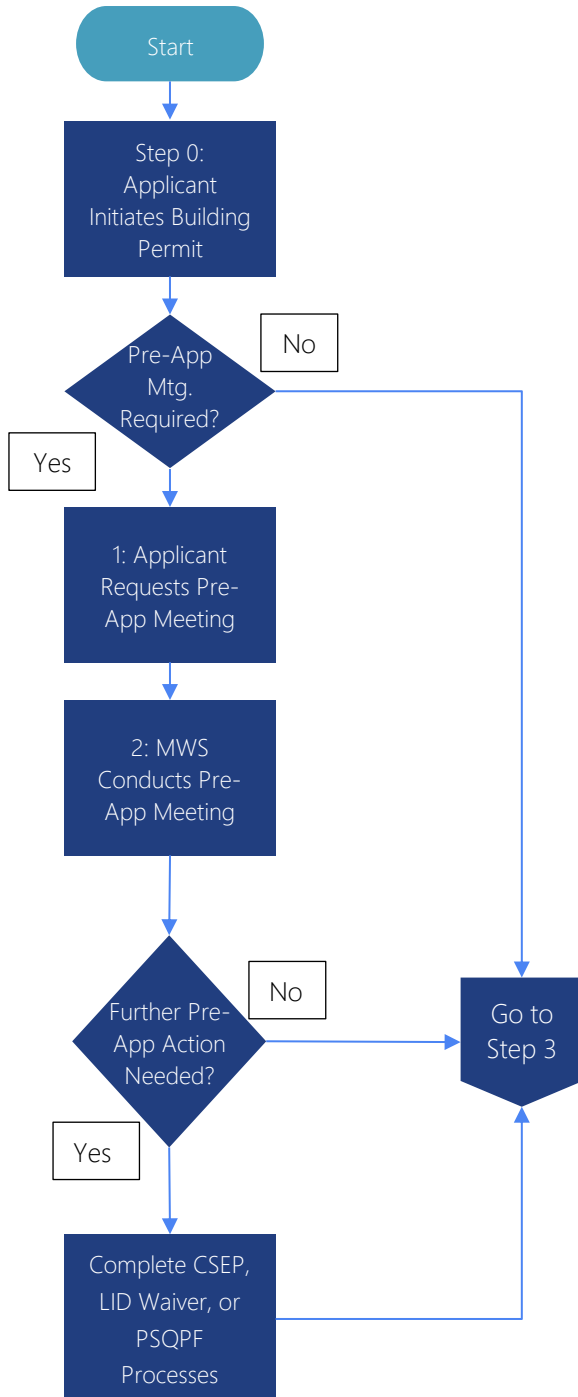 Start
Step 0:
Applicant
Initiates Building
Permit
No
Pre-App
Mtg.
Required?
Yes
1: Applicant
Requests Pre-
App Meeting
2: MWS
Conducts Pre-
App Meeting
No
Further Pre-
App Action
Needed?
Go to
Step 3
Yes
Complete CSEP,
LID Waiver, or
PSQPF
Processes